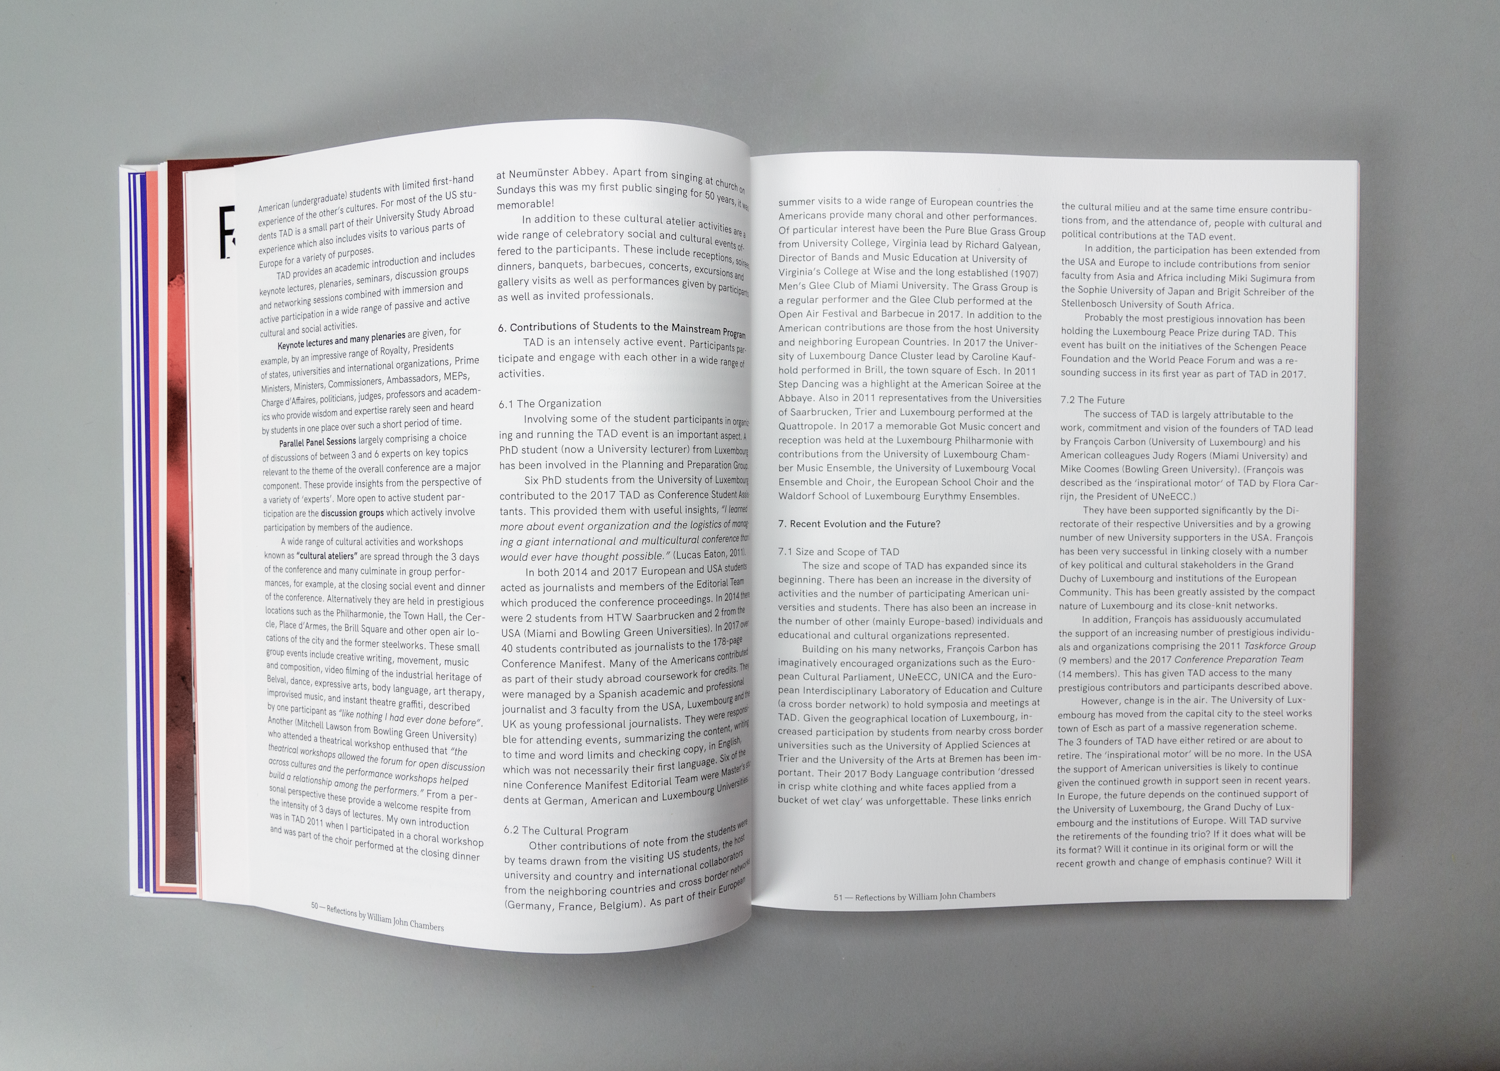 F
American (undergraduate) students with limited first-hand
experience of the other's cultures. For most of the US stu-
dents TAD is a small part of their University Study Abroad
experience which also includes visits to various parts of
Europe for a variety of purposes.
TAD provides an academic introduction and includes
keynote lectures, plenaries, seminars, discussion groups
and networking sessions combined with immersion and
active participation in a wide range of passive and active
cultural and social activities.
Keynote lectures and many plenaries are given, for
example, by an impressive range of Royalty, Presidents
of states, universities and international organizations, Prime
Ministers, Ministers, Commissioners, Ambassadors, MEPs,
Charge d'Affaires, politicians, judges, professors and academ-
ics who provide wisdom and expertise rarely seen and heard
by students in one place over such a short period of time.
Parallel Panel Sessions largely comprising a choice
of discussions of between 3 and 6 experts on key topics
relevant to the theme of the overall conference are a major
component. These provide insights from the perspective of
a variety of 'experts'. More open to active student par-
ticipation are the discussion groups which actively involve
participation by members of the audience.
A wide range of cultural activities and workshops
known as "cultural ateliers" are spread through the 3 days
of the conference and many culminate in group perfor-
mances, for example, at the closing social event and dinner
of the conference. Alternatively they are held in prestigious
locations such as the Philharmonie, the Town Hall, the Cer-
cle, Place d'Armes, the Brill Square and other open air lo-
cations of the city and the former steelworks. These small
group events include creative writing, movement, music
and composition, video filming of the industrial heritage of
Belval, dance, expressive arts, body language, art therapy,
improvised music, and instant theatre graffiti, described
by one participant as "like nothing I had ever done before".
Another (Mitchell Lawson from Bowling Green University)
who attended a theatrical workshop enthused that "the
theatrical workshops allowed the forum for open discussion
across cultures and the performance workshops helped
build a relationship among the performers." From a per-
sonal perspective these provide a welcome respite from
the intensity of 3 days of lectures. My own introduction
was in TAD 2011 when I participated in a choral workshop
and was part of the choir performed at the closing dinner
at Neumünster Abbey. Apart from singing at church on
Sundays this was my first public singing for 50 years, it was
memorable!
In addition to these cultural atelier activities are a
wide range of celebratory social and cultural events of-
fered to the participants. These include receptions, somee
dinners, banquets, barbecues, concerts, excursions and
gallery visits as well as performances given by participants
as well as invited professionals.
6. Contributions of Students to the Mainstream Program
TAD is an intensely active event. Participants par-
ticipate and engage with each other in a wide range of
activities.
6.1 The Organization
Involving some of the student participants in organiz
ing and running the TAD event is an important aspect. A
PhD student (now a University lecturer) from Luxembourg
has been involved in the Planning and Preparation Group.
Six PhD students from the University of Luxembourg
contributed to the 2017 TAD as Conference Student Assis
tants. This provided them with useful insights, "I learned
more about event organization and the logistics of manag
ing a giant international and multicultural conference than
would ever have thought possible." (Lucas Eaton, 2011).
In both 2014 and 2017 European and USA students
acted as journalists and members of the Editorial Team
which produced the conference proceedings. In 2014 there
were 2 students from HTW Saarbrucken and 2 from the
USA (Miami and Bowling Green Universities). In 2017 over
40 students contributed as journalists to the 178-page
Conference Manifest. Many of the Americans contributed
as part of their study abroad coursework for credits. They
were managed by a Spanish academic and professional
journalist and 3 faculty from the USA, Luxembourg and the
UK as young professional journalists. They were responsi
ble for attending events, summarizing the content, writing
to time and word limits and checking copy, in English,
which was not necessarily their first language. Six of the
nine Conference Manifest Editorial Team were Master's stu
dents at German, American and Luxembourg Universities.
6.2 The Cultural Program
Other contributions of note from the students were
by teams drawn from the visiting US students, the host
university and country and international collaborators
from the neighboring countries and cross border networks
(Germany, France, Belgium). As part of their European
50 — Reflections by William John Chambers
summer visits to a wide range of European countries the
Americans provide many choral and other performances.
Of particular interest have been the Pure Blue Grass Group
from University College, Virginia lead by Richard Galyean,
Director of Bands and Music Education at University of
Virginia's College at Wise and the long established (1907)
Men's Glee Club of Miami University. The Grass Group is
a regular performer and the Glee Club performed at the
Open Air Festival and Barbecue in 2017. In addition to the
American contributions are those from the host University
and neighboring European Countries. In 2017 the Univer-
sity of Luxembourg Dance Cluster lead by Caroline Kauf-
hold performed in Brill, the town square of Esch. In 2011
Step Dancing was a highlight at the American Soiree at the
Abbaye. Also in 2011 representatives from the Universities
of Saarbrucken, Trier and Luxembourg performed at the
Quattropole. In 2017 a memorable Got Music concert and
reception was held at the Luxembourg Philharmonie with
contributions from the University of Luxembourg Cham-
ber Music Ensemble, the University of Luxembourg Vocal
Ensemble and Choir, the European School Choir and the
Waldorf School of Luxembourg Eurythmy Ensembles.
7. Recent Evolution and the Future?
7.1 Size and Scope of TAD
The size and scope of TAD has expanded since its
beginning. There has been an increase in the diversity of
activities and the number of participating American uni-
versities and students. There has also been an increase in
the number of other (mainly Europe-based) individuals and
educational and cultural organizations represented.
Building on his many networks, François Carbon has
imaginatively encouraged organizations such as the Euro-
pean Cultural Parliament, UNeECC, UNICA and the Euro-
pean Interdisciplinary Laboratory of Education and Culture
(a cross border network) to hold symposia and meetings at
TAD. Given the geographical location of Luxembourg, in-
creased participation by students from nearby cross border
universities such as the University of Applied Sciences at
Trier and the University of the Arts at Bremen has been im-
portant. Their 2017 Body Language contribution 'dressed
in crisp white clothing and white faces applied from a
bucket of wet clay' was unforgettable. These links enrich
the cultural milieu and at the same time ensure contribu-
tions from, and the attendance of, people with cultural and
political contributions at the TAD event.
In addition, the participation has been extended from
the USA and Europe to include contributions from senior
faculty from Asia and Africa including Miki Sugimura from
the Sophie University of Japan and Brigit Schreiber of the
Stellenbosch University of South Africa.
Probably the most prestigious innovation has been
holding the Luxembourg Peace Prize during TAD. This
event has built on the initiatives of the Schengen Peace
Foundation and the World Peace Forum and was a re-
sounding success in its first year as part of TAD in 2017.
7.2 The Future
The success of TAD is largely attributable to the
work, commitment and vision of the founders of TAD lead
by François Carbon (University of Luxembourg) and his
American colleagues Judy Rogers (Miami University) and
Mike Coomes (Bowling Green University). (François was
described as the 'inspirational motor' of TAD by Flora Car-
rijn, the President of UNeECC.)
They have been supported significantly by the Di-
rectorate of their respective Universities and by a growing
number of new University supporters in the USA. François
has been very successful in linking closely with a number
of key political and cultural stakeholders in the Grand
Duchy of Luxembourg and institutions of the European
Community. This has been greatly assisted by the compact
nature of Luxembourg and its close-knit networks.
In addition, François has assiduously accumulated
the support of an increasing number of prestigious individu-
als and organizations comprising the 2011 Taskforce Group
(9 members) and the 2017 Conference Preparation Team
(14 members). This has given TAD access to the many
prestigious contributors and participants described above.
However, change is in the air. The University of Lux-
embourg has moved from the capital city to the steel works
town of Esch as part of a massive regeneration scheme.
The 3 founders of TAD have either retired or are about to
retire. The 'inspirational motor' will be no more. In the USA
the support of American universities is likely to continue
given the continued growth in support seen in recent years.
In Europe, the future depends on the continued support of
the University of Luxembourg, the Grand Duchy of Lux-
embourg and the institutions of Europe. Will TAD survive
the retirements of the founding trio? If it does what will be
its format? Will it continue in its original form or will the
recent growth and change of emphasis continue? Will it
51 — Reflections by William John Chambers